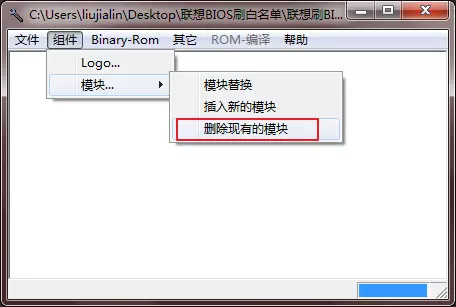 C:\Users\liujialin\Desktop\联想BIOS刷白名单\联想刷BI...
文件 组件 Binary-Rom 其它 ROM-编译 帮助
Logo...
模块...
模块替换
插入新的模块
删除现有的模块